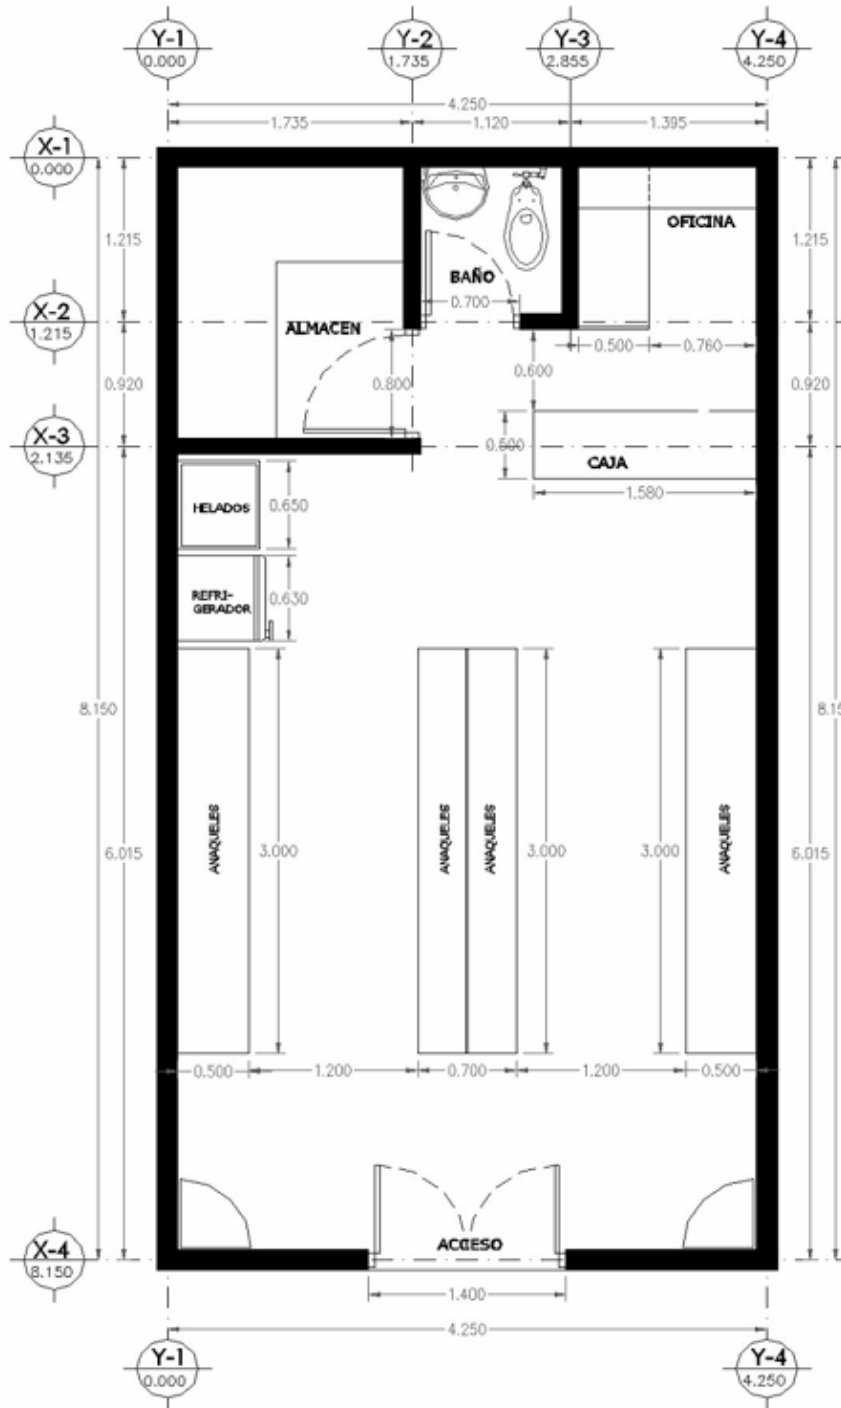 Y-1
0.000
Y-2
1.735
Y-3
2.855
Y-4
4.250
4.250
1.735
1.120
1.395
X-1
0.000
1.215
1.215
OFICINA
BAÑO
0.700
X-2
1.215
ALMACEN
0.500
0.760
0.600
0.920
0.800
0.920
X-3
2.135
0.500
CAJA
1.580
HELADOS
0.650
REFRI-
GERADOR
0.630
8.150
8.15
6.015
ANAQUELES
3.000
ANAQUELES
ANAQUELES
3.000
3.000
ANAQUELES
6.015
0.500
1.200
0.700
1.200
0.500
ACCESO
X-4
8.150
1.400
4.250
Y-1
0.000
Y-4
4.250